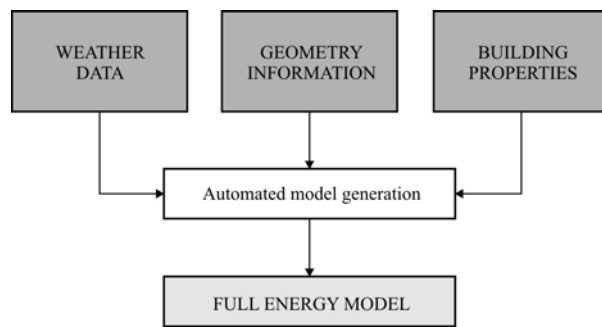 WEATHER
DATA
GEOMETRY
INFORMATION
BUILDING
PROPERTIES
Automated model generation
FULL ENERGY MODEL